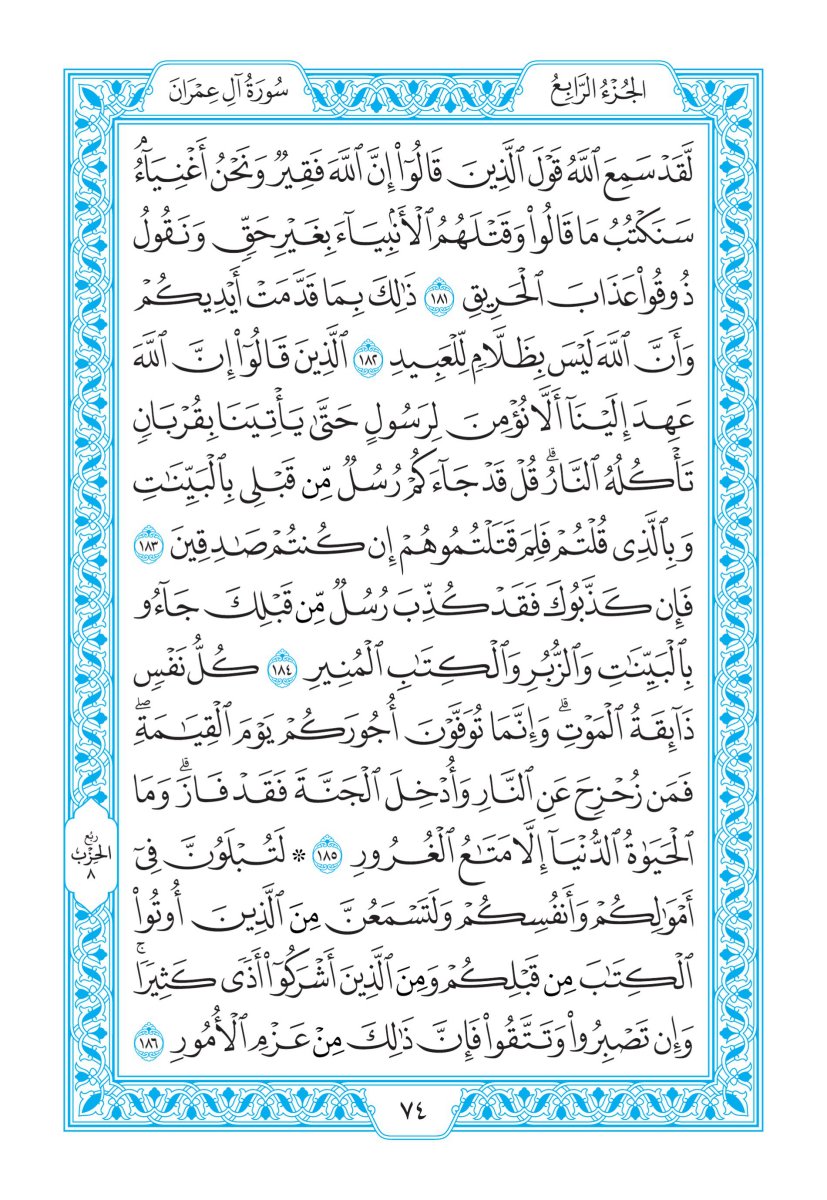 الجُزْءُ الرَّابِعُ
سُورَةُ آلِ عِمْرَانَ
لَّقَدْ سَمِعَ ٱللَّهُ قَوْلَ ٱلَّذِينَ قَالُوٓاْ إِنَّ ٱللَّهَ فَقِيرٌ وَنَحْنُ أَغْنِيَآءُۘ
سَنَكْتُبُ مَا قَالُواْ وَقَتْلَهُمُ ٱلْأَنۢبِيَآءَ بِغَيْرِ حَقٍّ وَنَقُولُ
ذُوقُواْ عَذَابَ ٱلْحَرِيقِ ١٨١ ذَٰلِكَ بِمَا قَدَّمَتْ أَيْدِيكُمْ
وَأَنَّ ٱللَّهَ لَيْسَ بِظَلَّامٍ لِّلْعَبِيدِ ١٨٢ ٱلَّذِينَ قَالُوٓاْ إِنَّ ٱللَّهَ
عَهِدَ إِلَيْنَآ أَلَّا نُؤْمِنَ لِرَسُولٍ حَتَّىٰ يَأْتِيَنَا بِقُرْبَانٍ
تَأْكُلُهُ ٱلنَّارُۗ قُلْ قَدْ جَآءَكُمْ رُسُلٌ مِّن قَبْلِى بِٱلْبَيِّنَٰتِ
وَبِٱلَّذِى قُلْتُمْ فَلِمَ قَتَلْتُمُوهُمْ إِن كُنتُمْ صَٰدِقِينَ ١٨٣
فَإِن كَذَّبُوكَ فَقَدْ كُذِّبَ رُسُلٌ مِّن قَبْلِكَ جَآءُو
بِٱلْبَيِّنَٰتِ وَٱلزُّبُرِ وَٱلْكِتَٰبِ ٱلْمُنِيرِ ١٨٤ كُلُّ نَفْسٍ
ذَآئِقَةُ ٱلْمَوْتِۗ وَإِنَّمَا تُوَفَّوْنَ أُجُورَكُمْ يَوْمَ ٱلْقِيَٰمَةِۖ
فَمَن زُحْزِحَ عَنِ ٱلنَّارِ وَأُدْخِلَ ٱلْجَنَّةَ فَقَدْ فَازَۗ وَمَا
ٱلْحَيَوٰةُ ٱلدُّنْيَآ إِلَّا مَتَٰعُ ٱلْغُرُورِ ١٨٥ * لَتُبْلَوُنَّ فِىٓ
أَمْوَٰلِكُمْ وَأَنفُسِكُمْ وَلَتَسْمَعُنَّ مِنَ ٱلَّذِينَ أُوتُواْ
ٱلْكِتَٰبَ مِن قَبْلِكُمْ وَمِنَ ٱلَّذِينَ أَشْرَكُوٓاْ أَذًى كَثِيرًاۚ
وَإِن تَصْبِرُواْ وَتَتَّقُواْ فَإِنَّ ذَٰلِكَ مِنْ عَزْمِ ٱلْأُمُورِ ١٨٦
ربع
الحزب
٨
٧٤